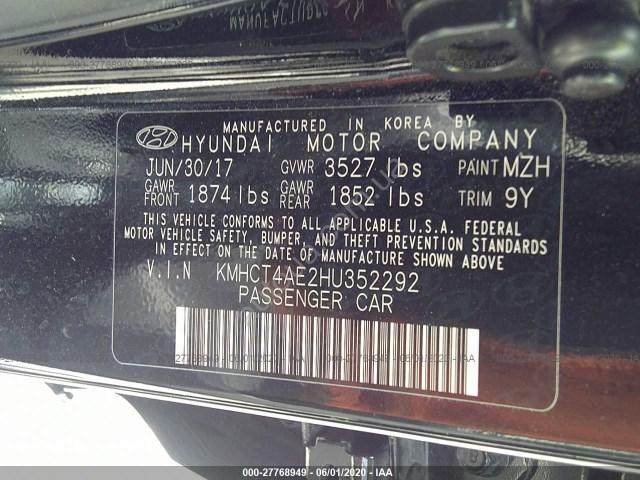 MANUFACTURED IN KOREA BY
HYUNDAI MOTOR COMPANY
JUN/30/17 GVWR 3527 lbs PAINT MZH
GAWR FRONT 1874 lbs GAWR REAR 1852 lbs TRIM 9Y
THIS VEHICLE CONFORMS TO ALL APPLICABLE U.S.A. FEDERAL
MOTOR VEHICLE SAFETY, BUMPER, AND THEFT PREVENTION STANDARDS
IN EFFECT ON THE DATE OF MANUFACTURE SHOWN ABOVE
V.I.N KMHCT4AE2HU352292
PASSENGER CAR
000-27768949 - 06/01/2020 - IAA